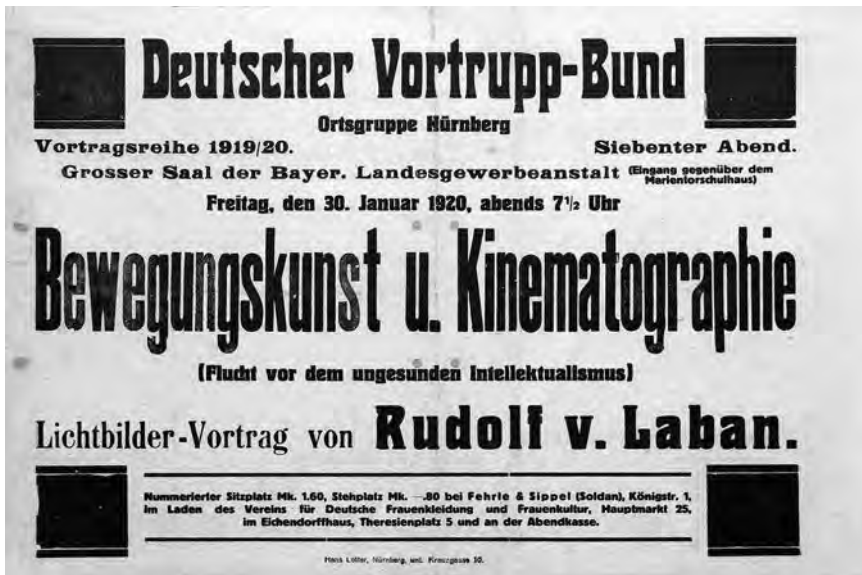 Deutscher Vortrupp-Bund
Ortsgruppe Nürnberg
Vortragsreihe 1919/20. Siebenter Abend.
Grosser Saal der Bayer. Landesgewerbeanstalt (Eingang gegenüber dem Marientorschulhaus)
Freitag, den 30. Januar 1920, abends 7½ Uhr
Bewegungskunst u. Kinematographie
(Flucht vor dem ungesunden Intellektualismus)
Lichtbilder-Vortrag von Rudolf v. Laban.
Nummerierter Sitzplatz Mk. 1.60, Stehplatz Mk. —.80 bei Fehrle & Sippel (Soldan), Königstr. 1,
im Laden des Vereins für Deutsche Frauenkleidung und Frauenkultur, Hauptmarkt 25,
im Eichendorffhaus, Theresienplatz 5 und an der Abendkasse.
Hans Lotter, Nürnberg, unt. Kreuzgasse